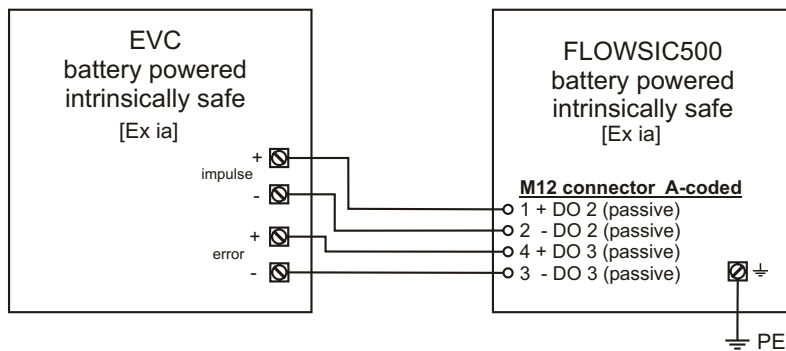 EVC
battery powered
intrinsically safe
[Ex ia]
+
impulse
-
+
error
-
FLOWSIC500
battery powered
intrinsically safe
[Ex ia]
M12 connector A-coded
1 + DO 2 (passive)
2 - DO 2 (passive)
4 + DO 3 (passive)
3 - DO 3 (passive)
PE